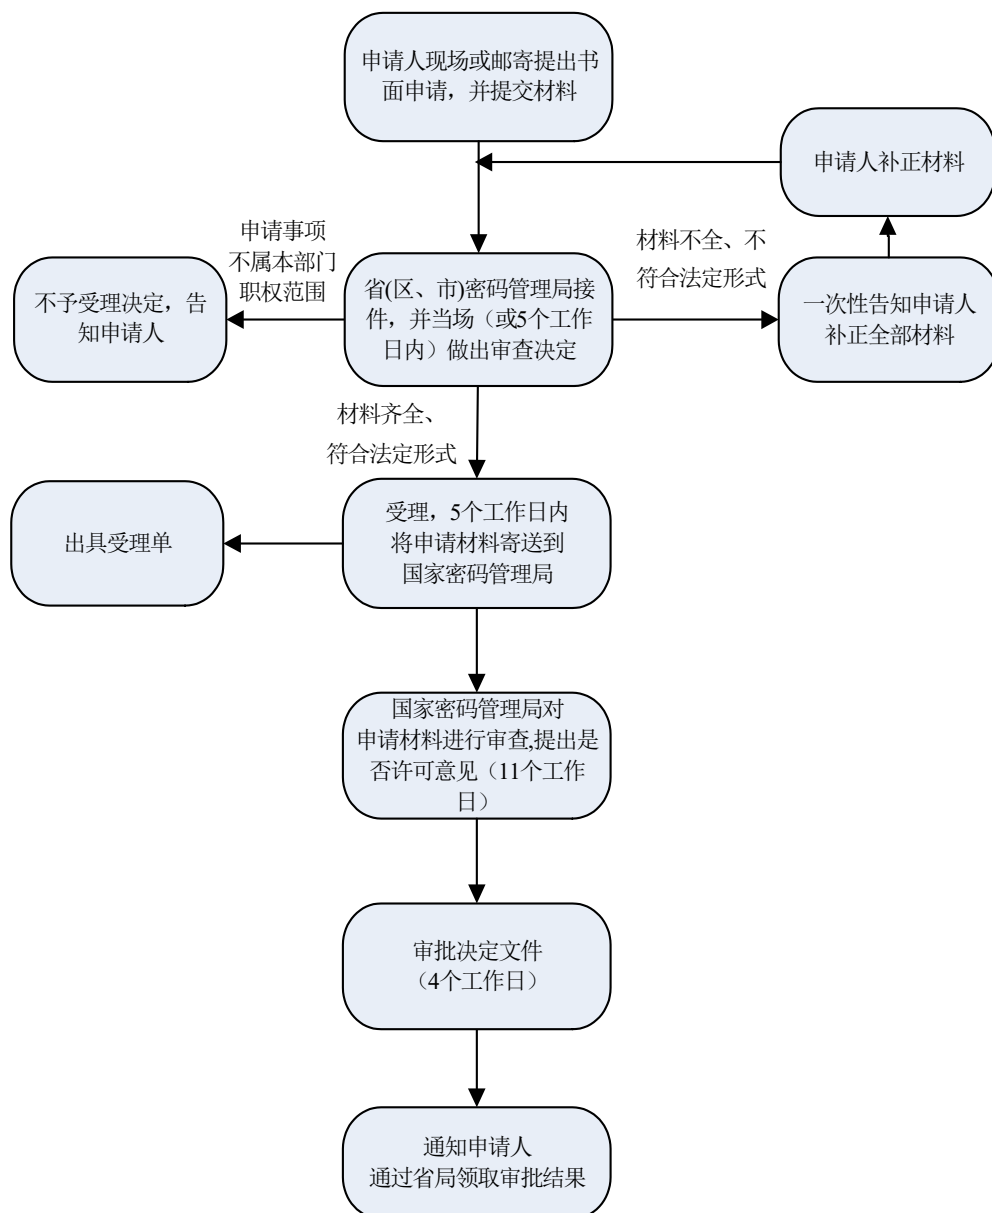 申请人现场或邮寄提出书
面申请，并提交材料
申请人补正材料
申请事项
不属本部门
职权范围
材料不全、不
符合法定形式
不予受理决定，告
知申请人
省(区、市)密码管理局接
件，并当场（或5个工作
日内）做出审查决定
一次性告知申请人
补正全部材料
材料齐全、
符合法定形式
出具受理单
受理，5个工作日内
将申请材料寄送到
国家密码管理局
国家密码管理局对
申请材料进行审查,提出是
否许可意见（11个工作
日）
审批决定文件
（4个工作日）
通知申请人
通过省局领取审批结果